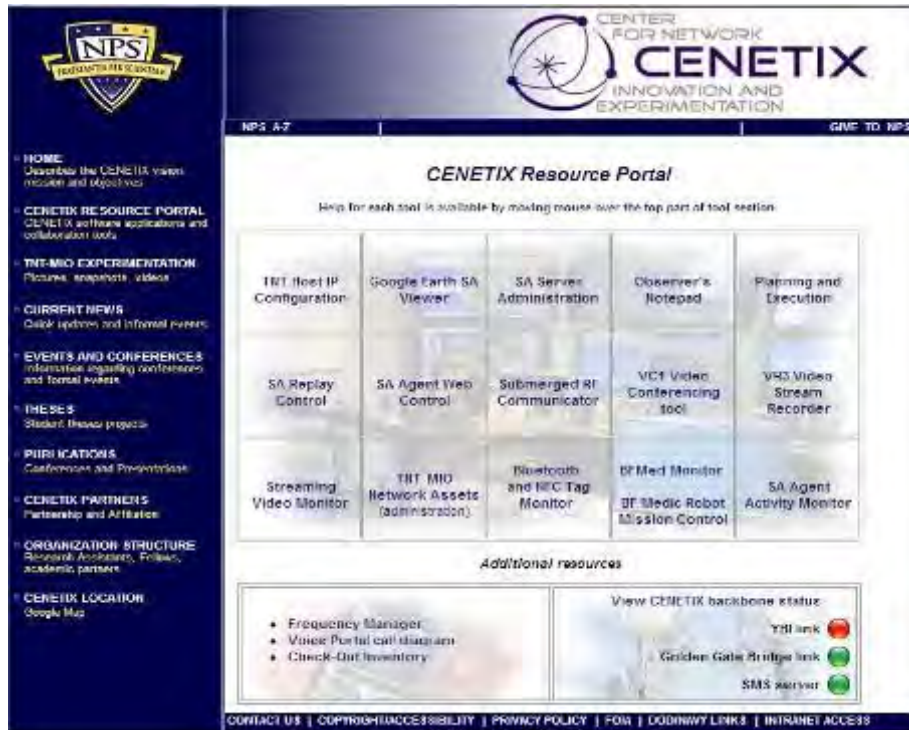 NPS
PRAESTANTIA PER SCIENTIAM
CENTER
FOR NETWORK
CENETIX
INNOVATION AND
EXPERIMENTATION
NPS A-Z
GIVE TO NPS
HOME
Describes the CENETIX vision
mission and objectives
CENETIX RESOURCE PORTAL
CENETIX software applications and
collaboration tools
TNT-MIO EXPERIMENTATION
Pictures, snapshots, videos
CURRENT NEWS
Quick updates and informal events
EVENTS AND CONFERENCES
Information regarding conferences
and formal events
THESES
Student theses projects
PUBLICATIONS
Conferences and Presentations
CENETIX PARTNERS
Partnership and Affiliation
ORGANIZATION STRUCTURE
Research Assistants, Fellows,
academic partners
CENETIX LOCATION
Google Map
CENETIX Resource Portal
Help for each tool is available by moving mouse over the top part of tool section
TNT Host IP
Configuration
Google Earth SA
Viewer
SA Server
Administration
Observer's
Notepad
Planning and
Execution
SA Replay
Control
SA Agent Web
Control
Submerged RF
Communicator
VC1 Video
Conferencing
tool
VR3 Video
Stream
Recorder
Streaming
Video Monitor
TNT MIO
Network Assets
(administration)
Bluetooth
and NFC Tag
Monitor
BFMed Monitor
BF Medic Robot
Mission Control
SA Agent
Activity Monitor
Additional resources
• Frequency Manager
• Voice Portal call diagram
• Check-Out Inventory
View CENETIX backbone status
YBI link
Golden Gate Bridge link
SMS server
CONTACT US | COPYRIGHT/ACCESSIBILITY | PRIVACY POLICY | FOIA | DOD/NAVY LINKS | INTRANET ACCESS